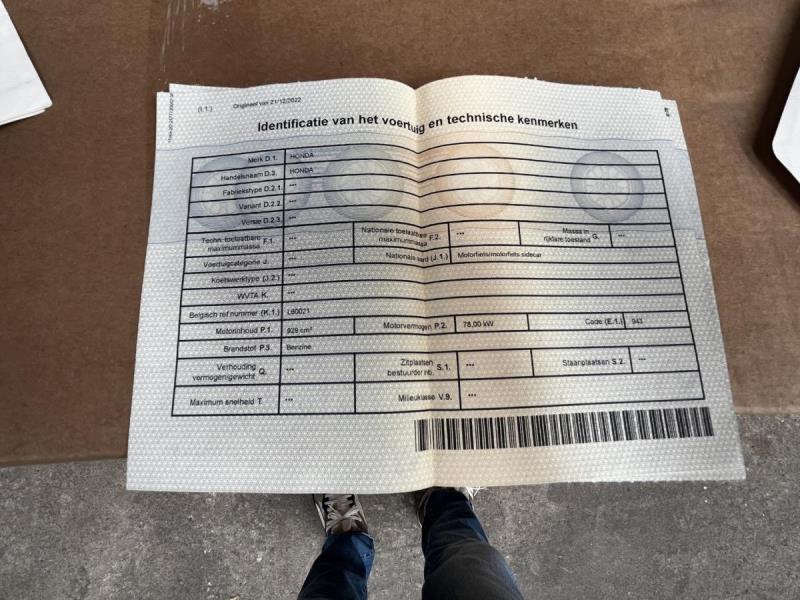 (I.1.) Origineel van 21/12/2022
Identificatie van het voertuig en technische kenmerken
Merk D.1. HONDA
Handelsnaam D.3. HONDA
Fabriekstype D.2.1. ***
Variant D.2.2. ***
Versie D.2.3. ***
Techn. toelaatbare maximummassa F.1. *** Nationale toelaatbare maximummassa F.2. *** Massa in rijklare toestand G. ***
Voertuigcategorie J. *** Nationale aard (J.1.) Motorfiets/motorfiets sidecar
Koetswerktype (J.2.) ***
WVTA K. ***
Belgisch ref.nummer (K.1.) L60021
Motorinhoud P.1. 929 cm³ Motorvermogen P.2. 78,00 kW Code (E.1.) 943
Brandstof P.3. Benzine
Verhouding vermogen/gewicht Q. *** Zitplaatsen bestuurder inb. S.1. *** Staanplaatsen S.2. ***
Maximum snelheid T. *** Milieuklasse V.9. ***